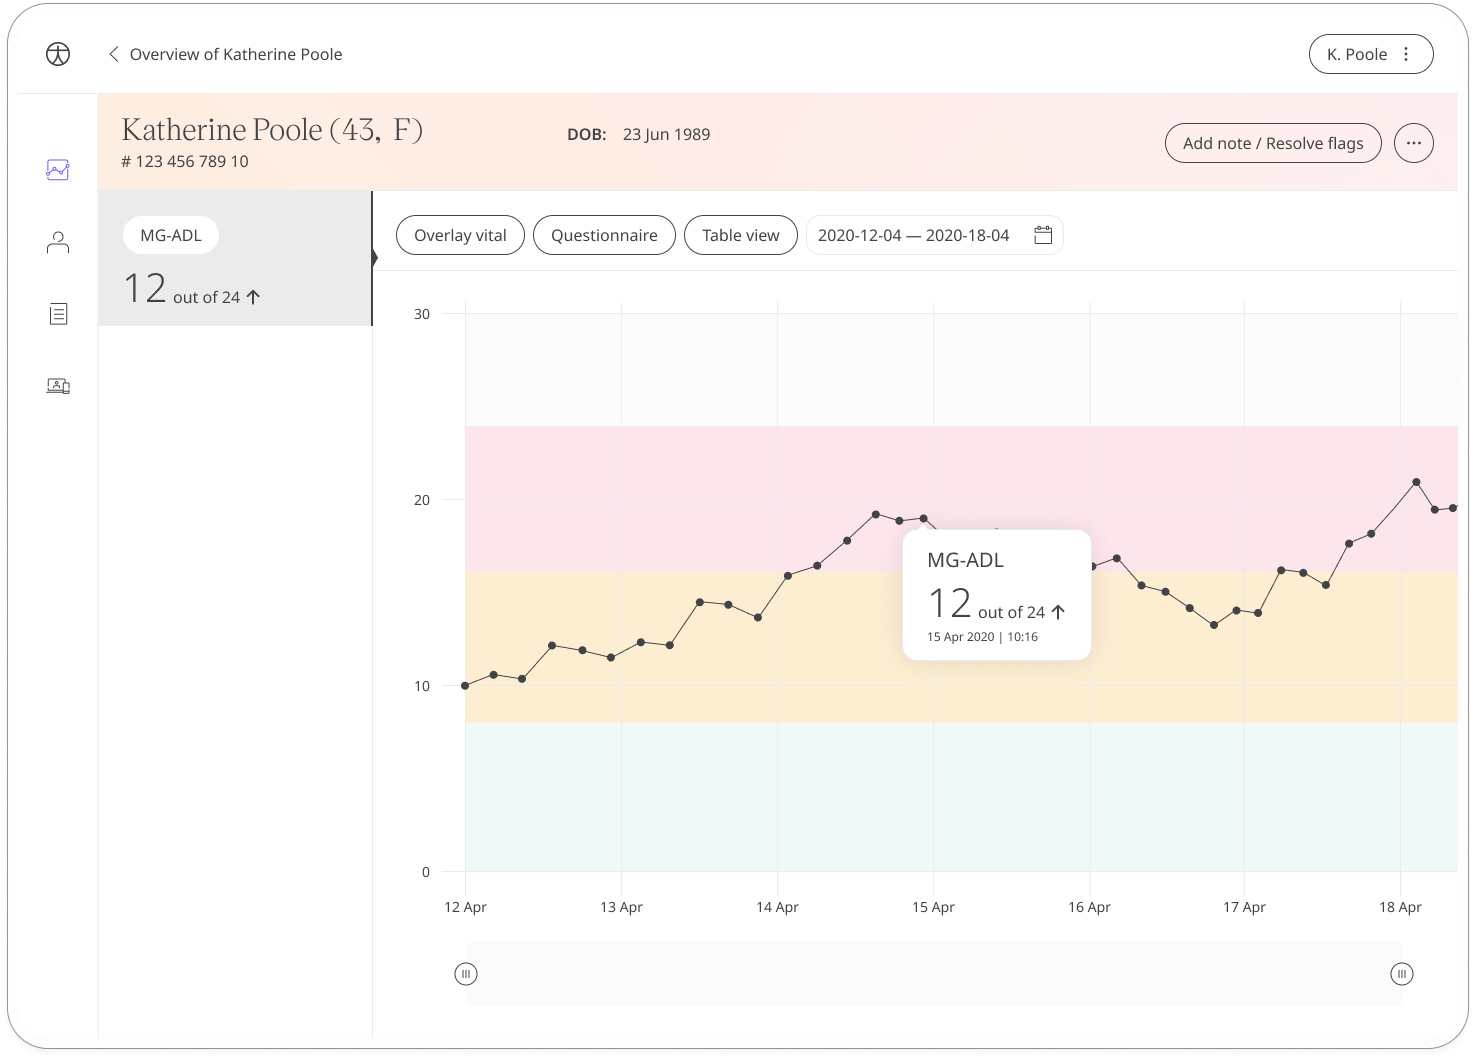 Overview of Katherine Poole
K. Poole
Katherine Poole (43, F)
# 123 456 789 10
DOB: 23 Jun 1989
Add note / Resolve flags
MG-ADL
12 out of 24 ↑
Overlay vital
Questionnaire
Table view
2020-12-04 — 2020-18-04
30
20
10
0
MG-ADL
12 out of 24 ↑
15 Apr 2020 | 10:16
12 Apr
13 Apr
14 Apr
15 Apr
16 Apr
17 Apr
18 Apr